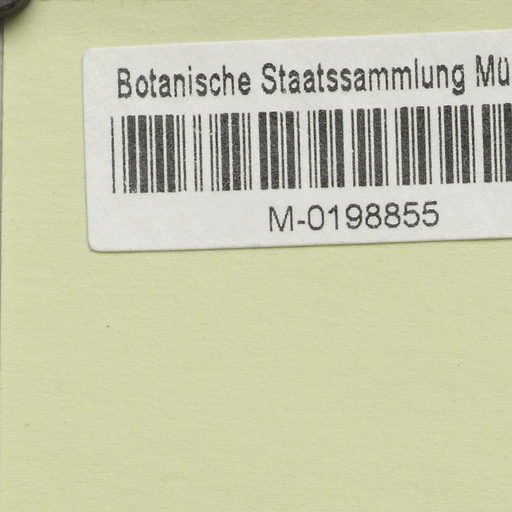 Botanische Staatssammlung Mü
M-0198855